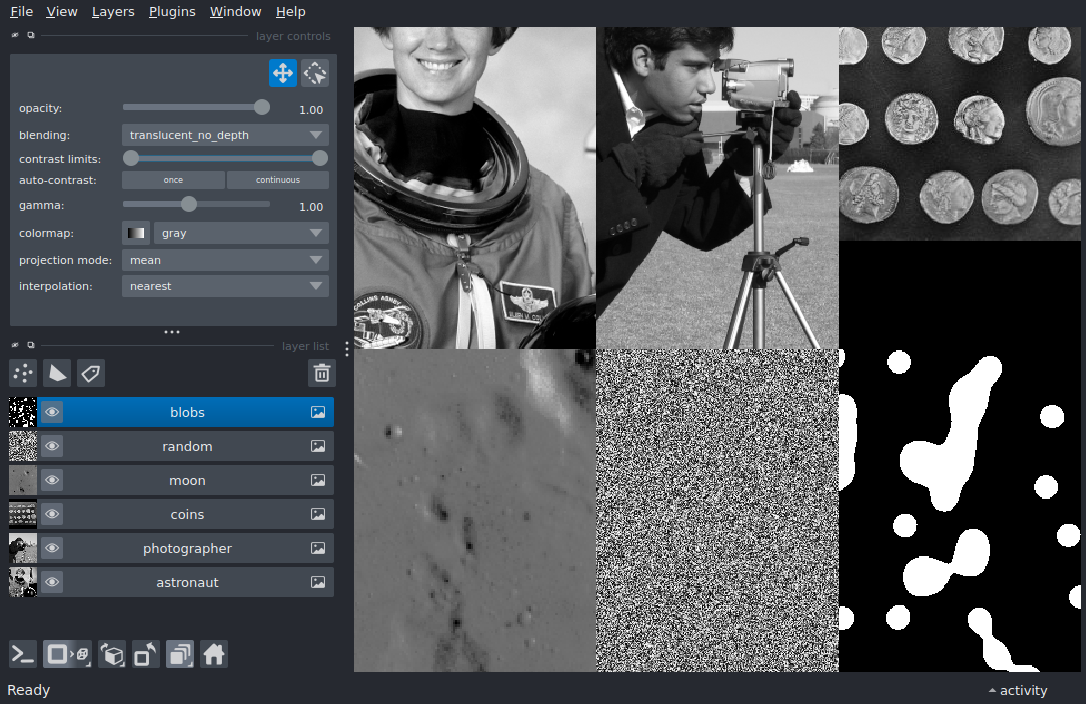 File View Layers Plugins Window Help
layer controls
opacity: 1.00
blending: translucent_no_depth
contrast limits:
auto-contrast: once continuous
gamma: 1.00
colormap: gray
projection mode: mean
interpolation: nearest
layer list
blobs
random
moon
coins
photographer
astronaut
Ready
activity